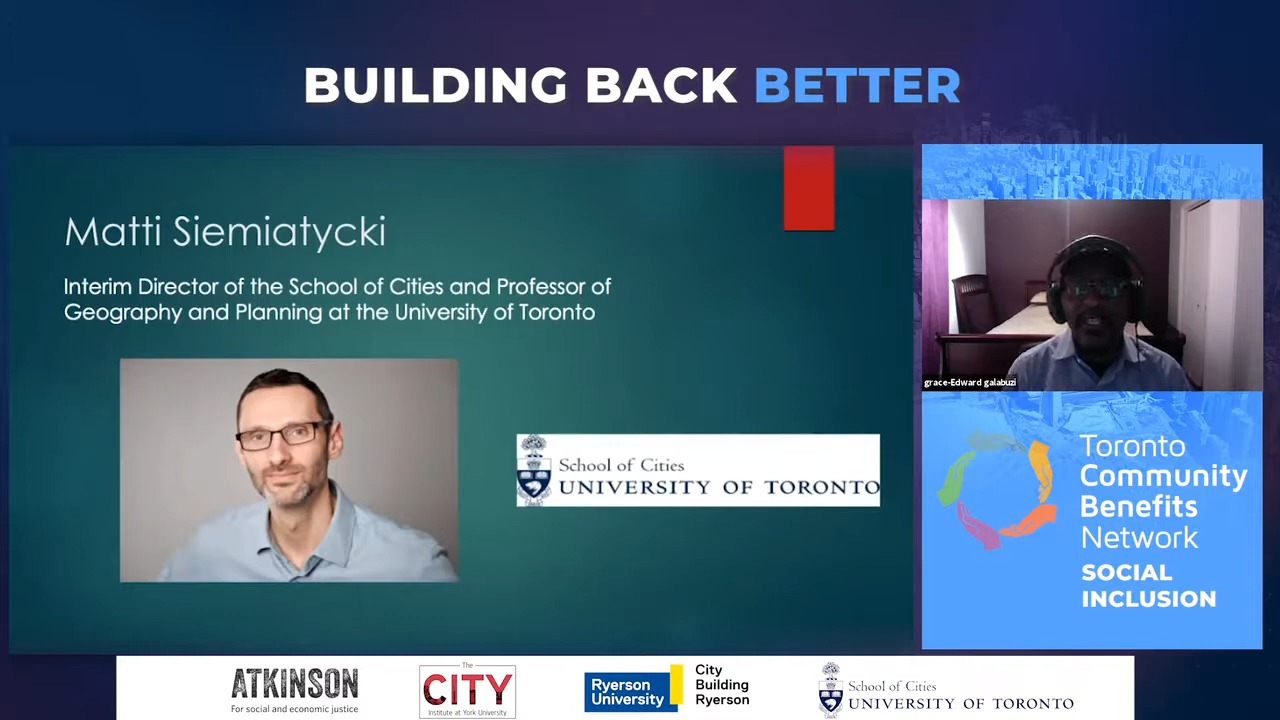 BUILDING BACK BETTER
Matti Siemiatycki
Interim Director of the School of Cities and Professor of
Geography and Planning at the University of Toronto
School of Cities
UNIVERSITY OF TORONTO
grace-Edward galabuzi
Toronto
Community
Benefits
Network
SOCIAL
INCLUSION
ATKINSON
For social and economic justice
The
CITY
Institute at York University
Ryerson
University
City
Building
Ryerson
School of Cities
UNIVERSITY OF TORONTO